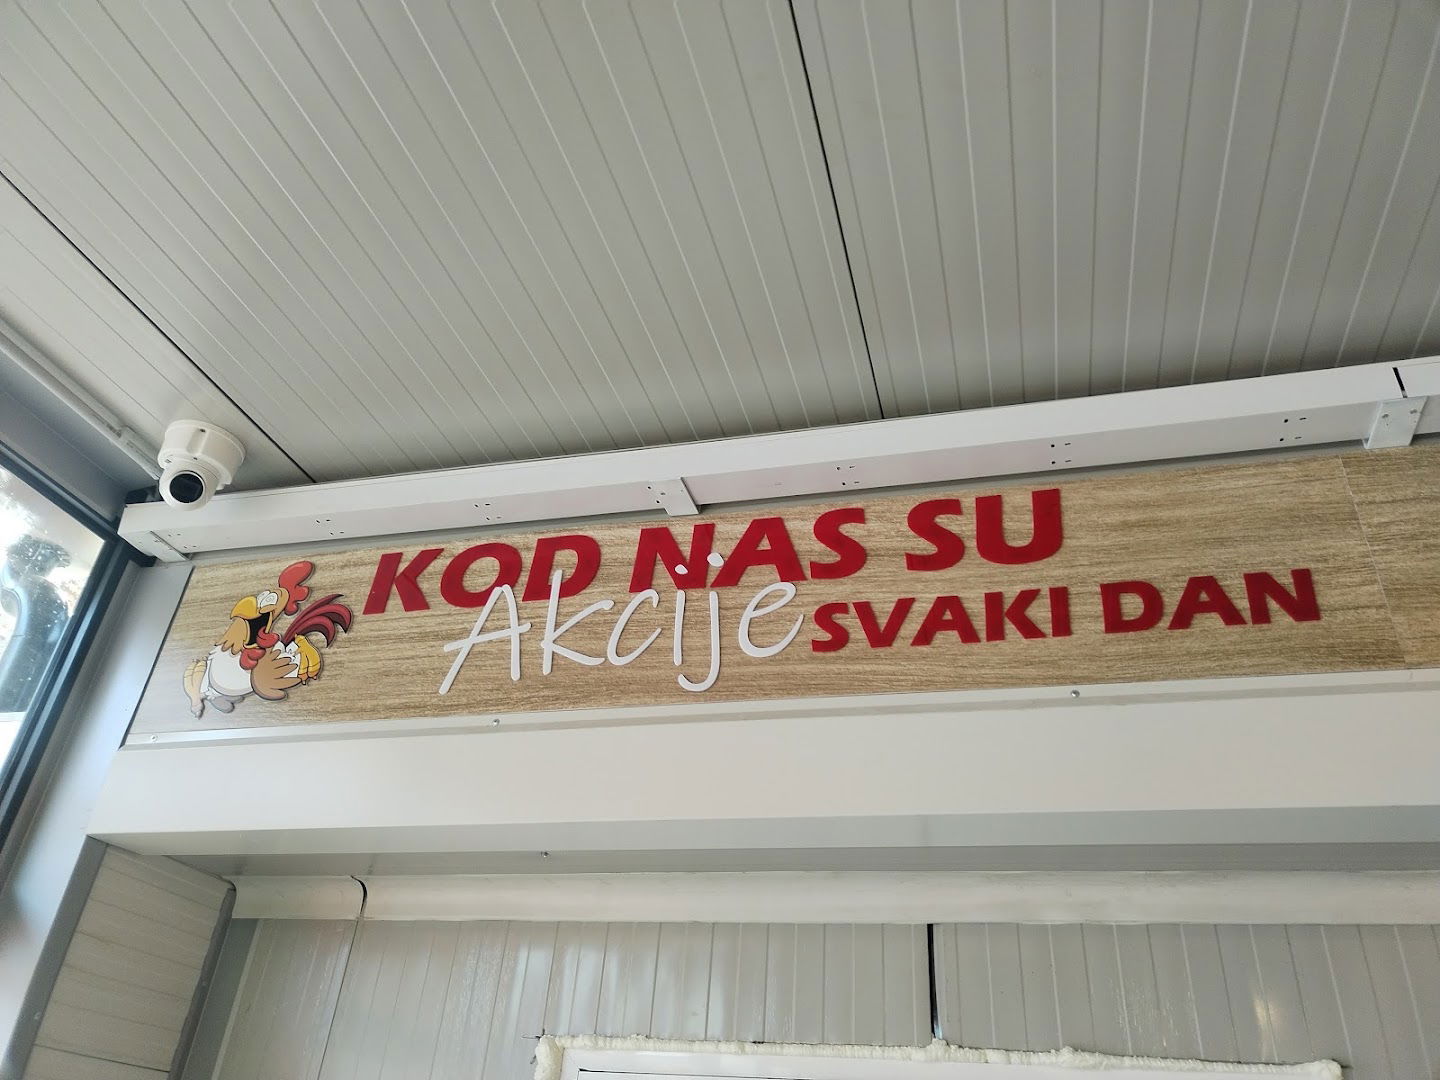 KOD NAS SU
Akcije SVAKI DAN